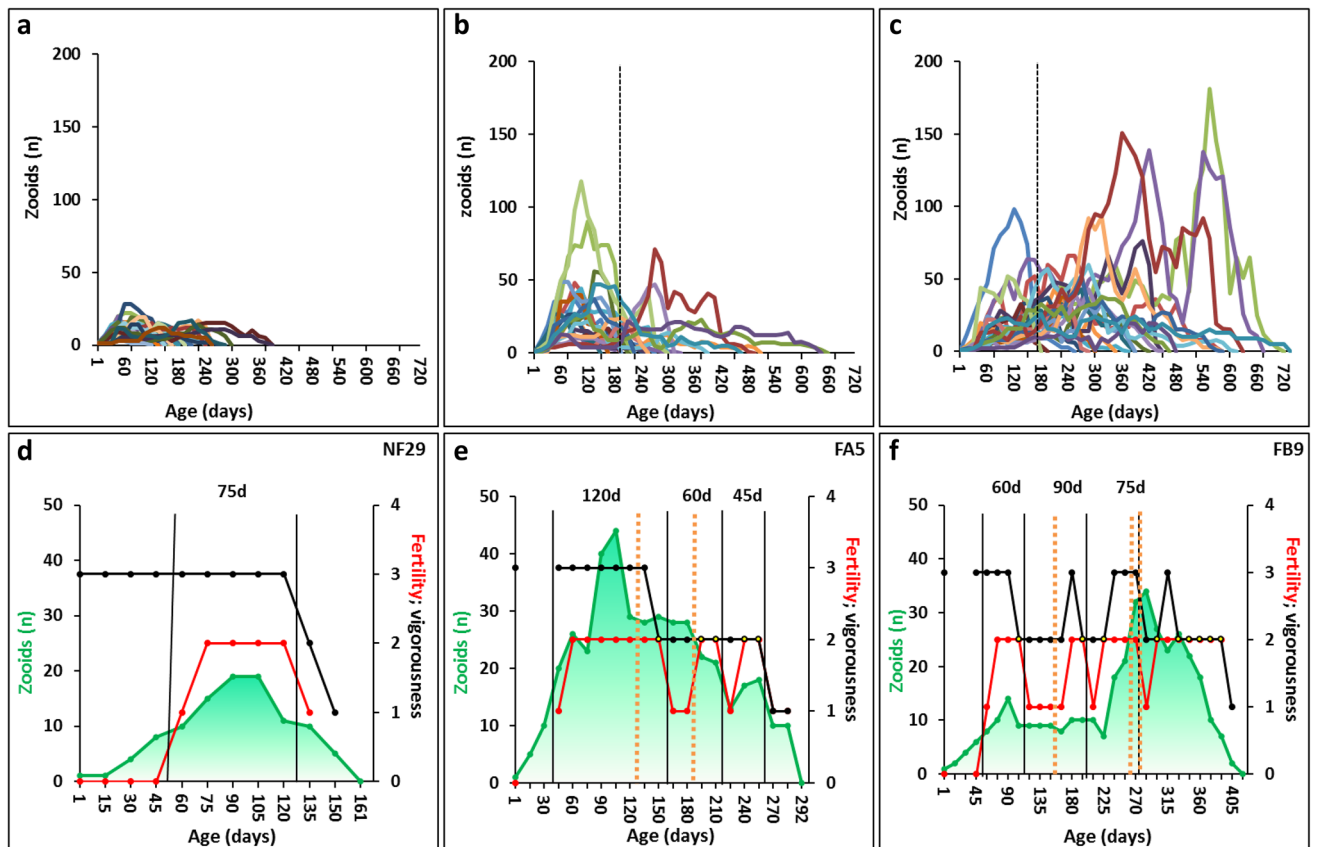 a
200
150
100
50
0
Zooids (n)
1 60 120 180 240 300 360 420 480 540 600 660 720
Age (days)
b
200
150
100
50
0
zooids (n)
1 60 120 180 240 300 360 420 480 540 600 660 720
Age (days)
c
200
150
100
50
0
Zooids (n)
1 60 120 180 240 300 360 420 480 540 600 660 720
Age (days)
d
NF29
75d
50
40
30
20
10
0
Zooids (n)
4
3
2
1
0
Fertility; vigorousness
1 15 30 45 60 75 90 105 120 135 150 161
Age (days)
e
FA5
120d 60d 45d
50
40
30
20
10
0
Zooids (n)
4
3
2
1
0
Fertility; vigorousness
1 30 60 90 120 150 180 210 240 270 292
Age (days)
f
FB9
60d 90d 75d
50
40
30
20
10
0
Zooids (n)
4
3
2
1
0
Fertility; vigorousness
1 45 90 135 180 225 270 315 360 405
Age (days)